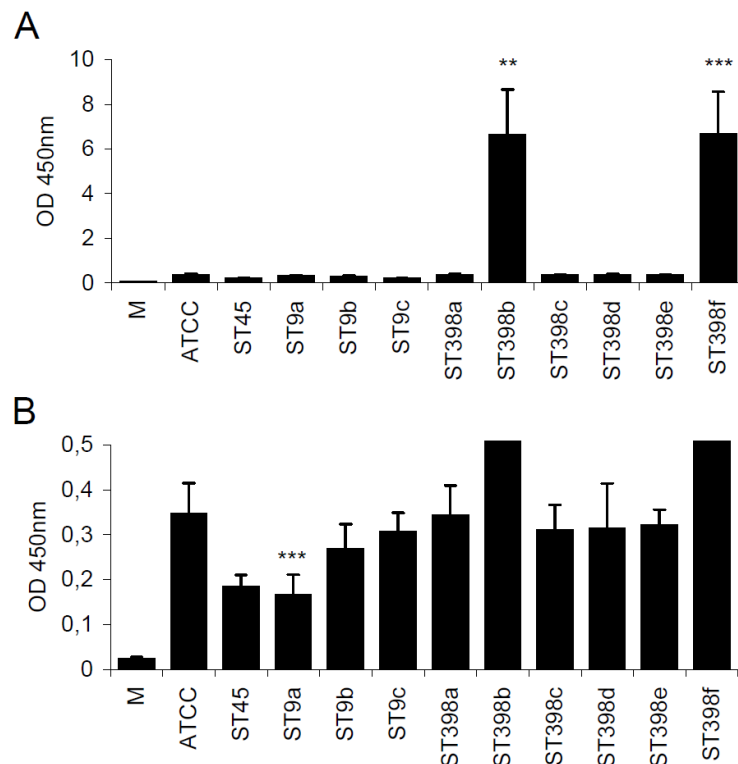 A
10
8
6
4
2
0
OD 450nm
** ***
M ATCC ST45 ST9a ST9b ST9c ST398a ST398b ST398c ST398d ST398e ST398f
B
0,5
0,4
0,3
0,2
0,1
0
OD 450nm
***
M ATCC ST45 ST9a ST9b ST9c ST398a ST398b ST398c ST398d ST398e ST398f